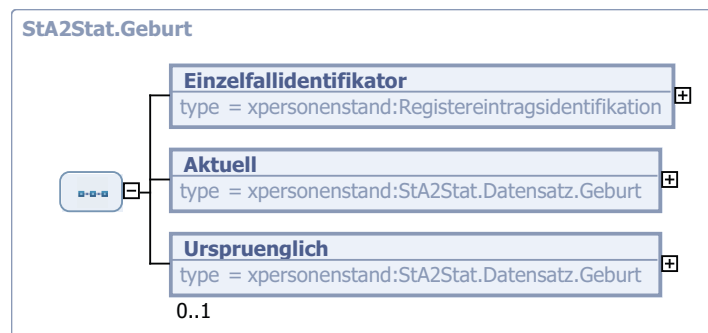 StA2Stat.Geburt
Einzelfallidentifikator
type = xpersonenstand:Registereintragsidentifikation
Aktuell
type = xpersonenstand:StA2Stat.Datensatz.Geburt
Urspruenglich
type = xpersonenstand:StA2Stat.Datensatz.Geburt
0..1